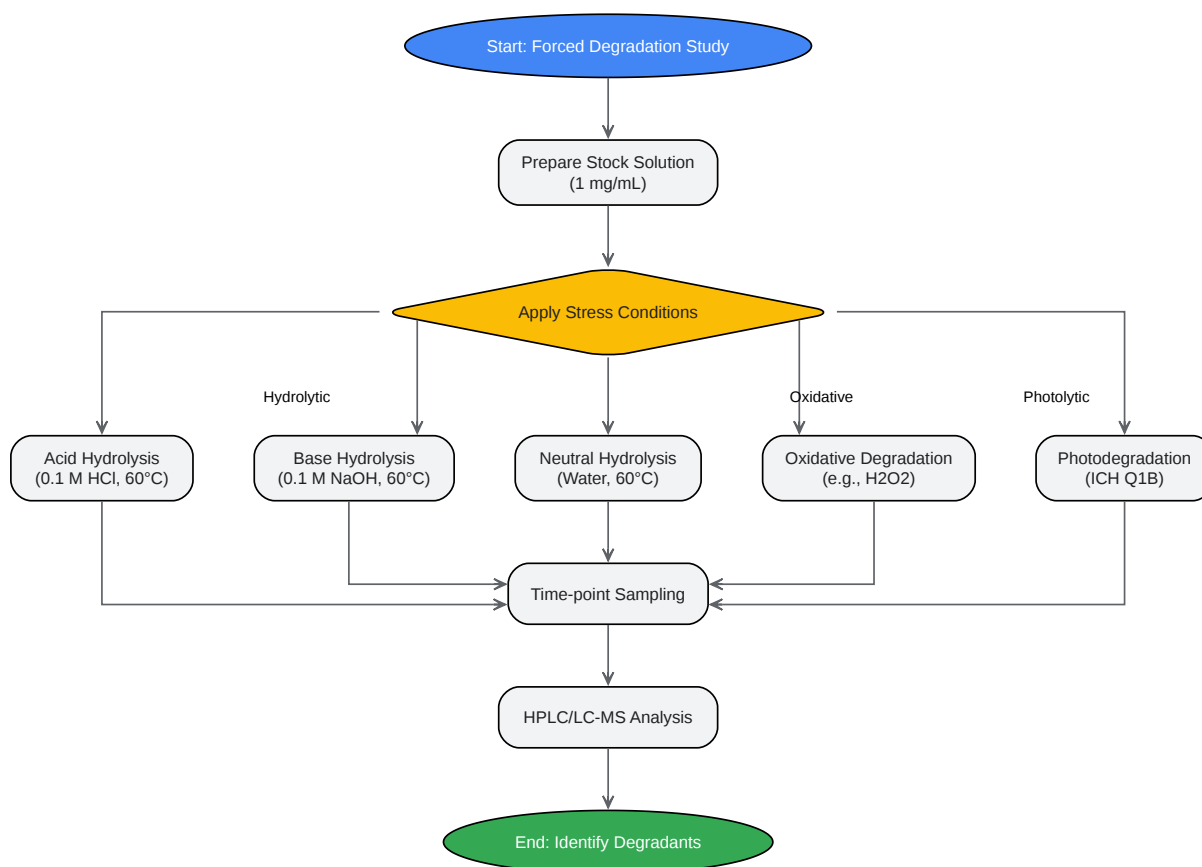 Start: Forced Degradation Study
Prepare Stock Solution
(1 mg/mL)
Apply Stress Conditions
Hydrolytic
Oxidative
Photolytic
Acid Hydrolysis
(0.1 M HCl, 60°C)
Base Hydrolysis
(0.1 M NaOH, 60°C)
Neutral Hydrolysis
(Water, 60°C)
Oxidative Degradation
(e.g., H2O2)
Photodegradation
(ICH Q1B)
Time-point Sampling
HPLC/LC-MS Analysis
End: Identify Degradants